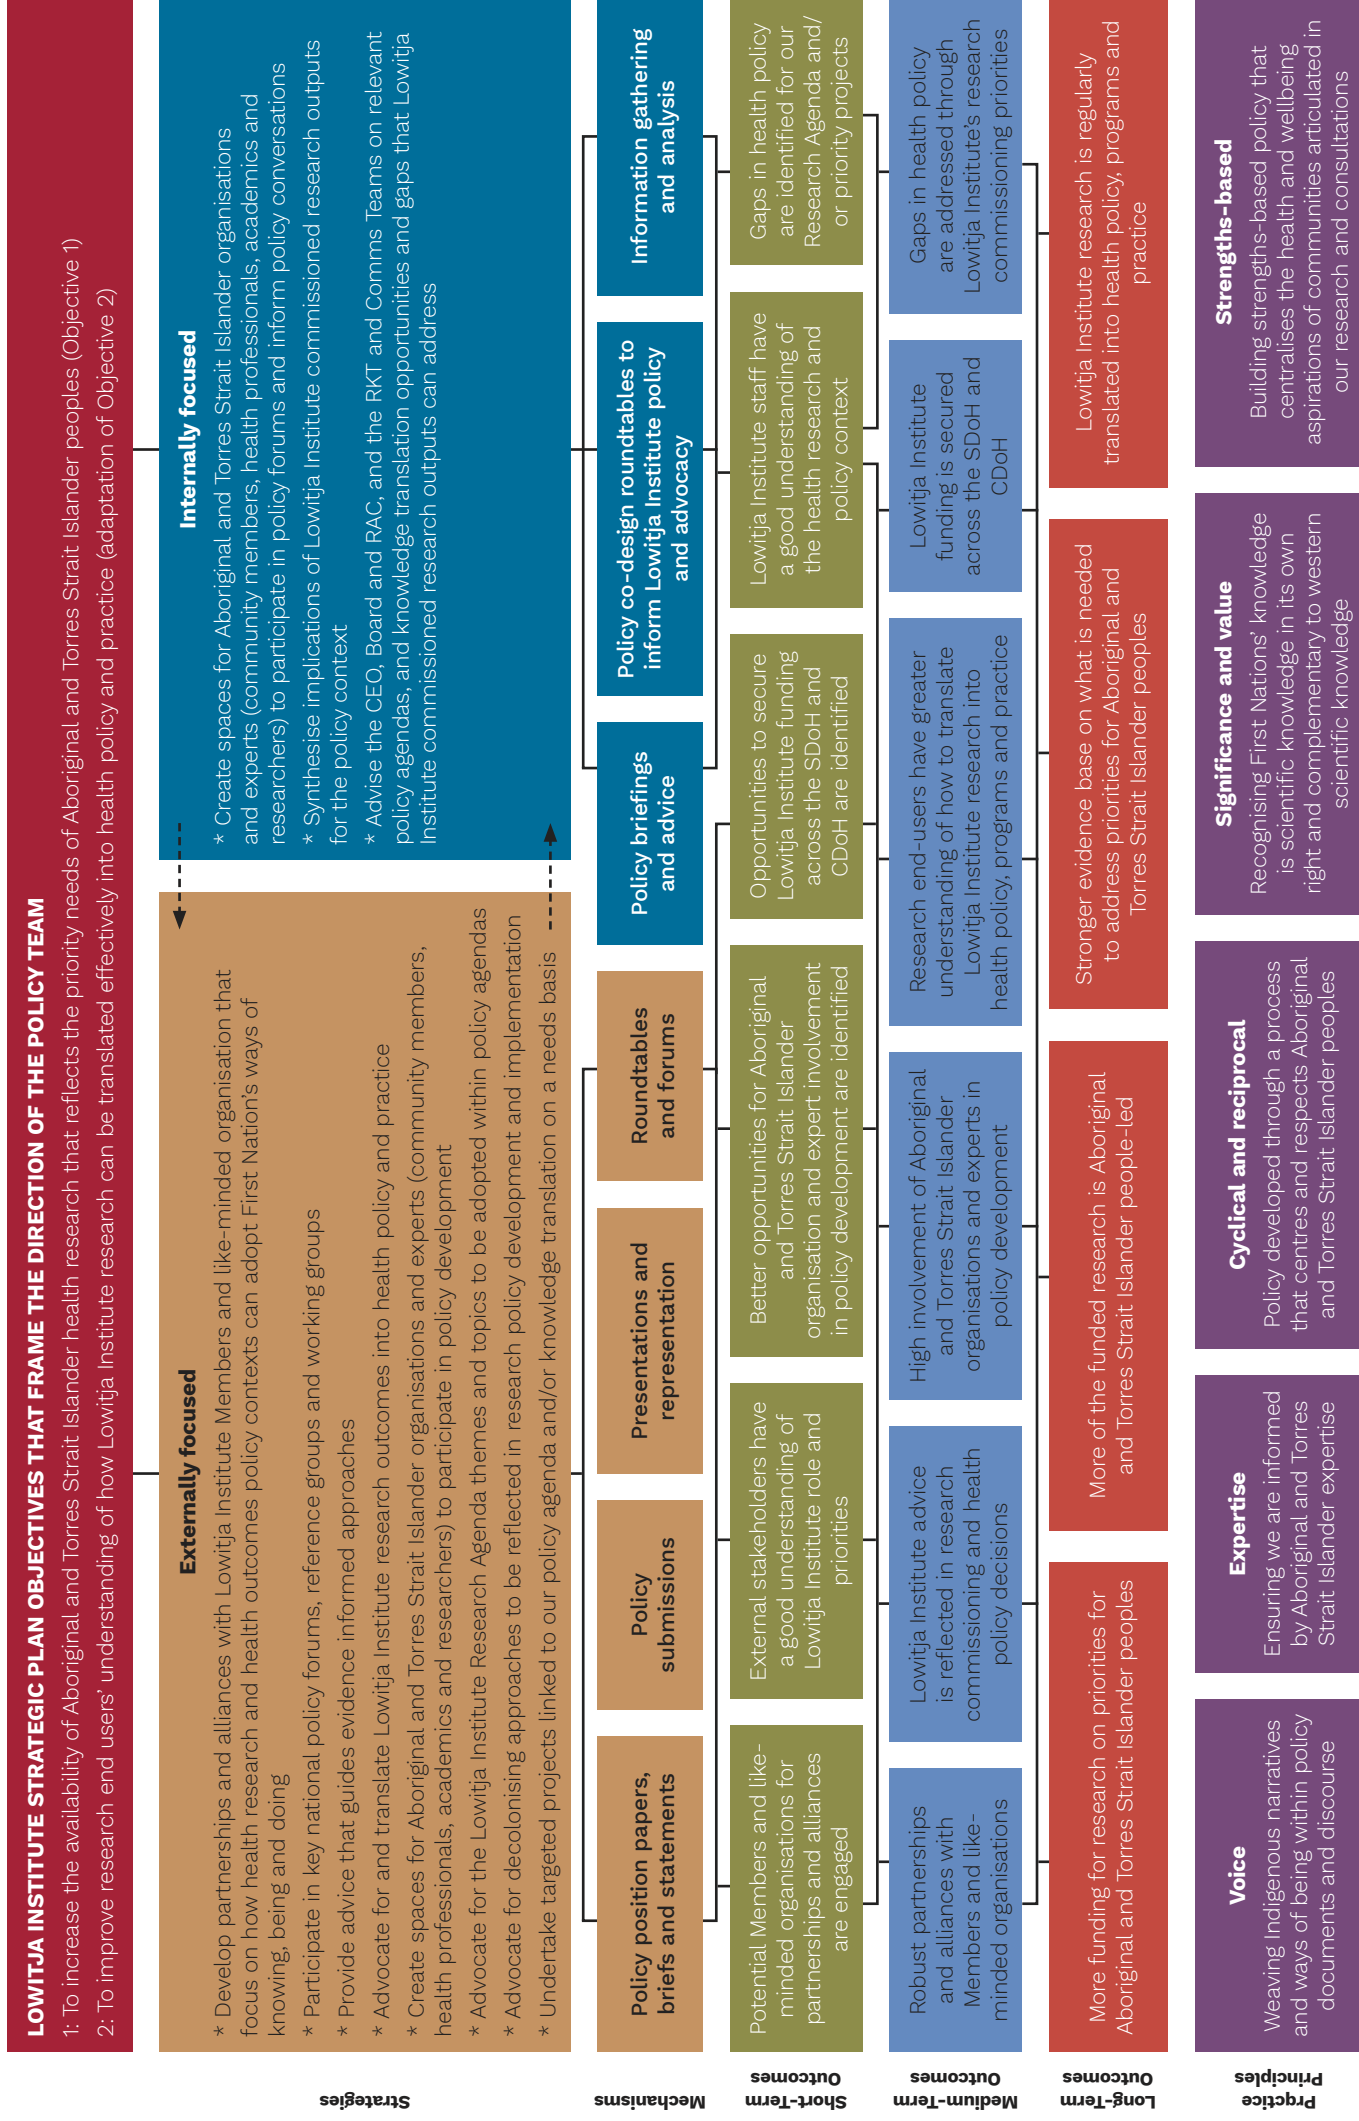 LOWITJA INSTITUTE STRATEGIC PLAN OBJECTIVES THAT FRAME THE DIRECTION OF THE POLICY TEAM
1: To increase the availability of Aboriginal and Torres Strait Islander health research that reflects the priority needs of Aboriginal and Torres Strait Islander peoples (Objective 1)
2: To improve research end users' understanding of how Lowitja Institute research can be translated effectively into health policy and practice (adaptation of Objective 2)
Strategies
Externally focused
* Develop partnerships and alliances with Lowitja Institute Members and like-minded organisation that
focus on how health research and health outcomes policy contexts can adopt First Nation's ways of
knowing, being and doing
* Participate in key national policy forums, reference groups and working groups
* Provide advice that guides evidence informed approaches
* Advocate for and translate Lowitja Institute research outcomes into health policy and practice
* Create spaces for Aboriginal and Torres Strait Islander organisations and experts (community members,
health professionals, academics and researchers) to participate in policy development
* Advocate for the Lowitja Institute Research Agenda themes and topics to be adopted within policy agendas
* Advocate for decolonising approaches to be reflected in research policy development and implementation
* Undertake targeted projects linked to our policy agenda and/or knowledge translation on a needs basis
Internally focused
* Create spaces for Aboriginal and Torres Strait Islander organisations
and experts (community members, health professionals, academics and
researchers) to participate in policy forums and inform policy conversations
* Synthesise implications of Lowitja Institute commissioned research outputs
for the policy context
* Advise the CEO, Board and RAC, and the RKT and Comms Teams on relevant
policy agendas, and knowledge translation opportunities and gaps that Lowitja
Institute commissioned research outputs can address
Mechanisms
Policy position papers,
briefs and statements
Policy
submissions
Presentations and
representation
Roundtables
and forums
Policy briefings
and advice
Policy co-design roundtables to
inform Lowitja Institute policy
and advocacy
Information gathering
and analysis
Short-Term
Outcomes
Potential Members and like-
minded organisations for
partnerships and alliances
are engaged
External stakeholders have
a good understanding of
Lowitja Institute role and
priorities
Better opportunities for Aboriginal
and Torres Strait Islander
organisation and expert involvement
in policy development are identified
Opportunities to secure
Lowitja Institute funding
across the SDoH and
CDoH are identified
Lowitja Institute staff have
a good understanding of
the health research and
policy context
Gaps in health policy
are identified for our
Research Agenda and/
or priority projects
Medium-Term
Outcomes
Robust partnerships
and alliances with
Members and like-
minded organisations
Lowitja Institute advice
is reflected in research
commissioning and health
policy decisions
High involvement of Aboriginal
and Torres Strait Islander
organisations and experts in
policy development
Research end-users have greater
understanding of how to translate
Lowitja Institute research into
health policy, programs and practice
Lowitja Institute
funding is secured
across the SDoH and
CDoH
Gaps in health policy
are addressed through
Lowitja Institute's research
commissioning priorities
Long-Term
Outcomes
More funding for research on priorities for
Aboriginal and Torres Strait Islander peoples
More of the funded research is Aboriginal
and Torres Strait Islander people-led
Stronger evidence base on what is needed
to address priorities for Aboriginal and
Torres Strait Islander peoples
Lowitja Institute research is regularly
translated into health policy, programs and
practice
Practice
Principles
Voice
Weaving Indigenous narratives
and ways of being within policy
documents and discourse
Expertise
Ensuring we are informed
by Aboriginal and Torres
Strait Islander expertise
Cyclical and reciprocal
Policy developed through a process
that centres and respects Aboriginal
and Torres Strait Islander peoples
Significance and value
Recognising First Nations' knowledge
is scientific knowledge in its own
right and complementary to western
scientific knowledge
Strengths-based
Building strengths-based policy that
centralises the health and wellbeing
aspirations of communities articulated in
our research and consultations